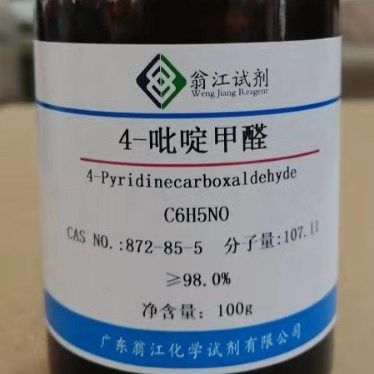 翁江试剂
Weng Jiang Reagent
4-吡啶甲醛
4-Pyridinecarboxaldehyde
C6H5NO
CAS NO.:872-85-5 分子量:107.11
≥98.0%
净含量: 100g
广东翁江化学试剂有限公司